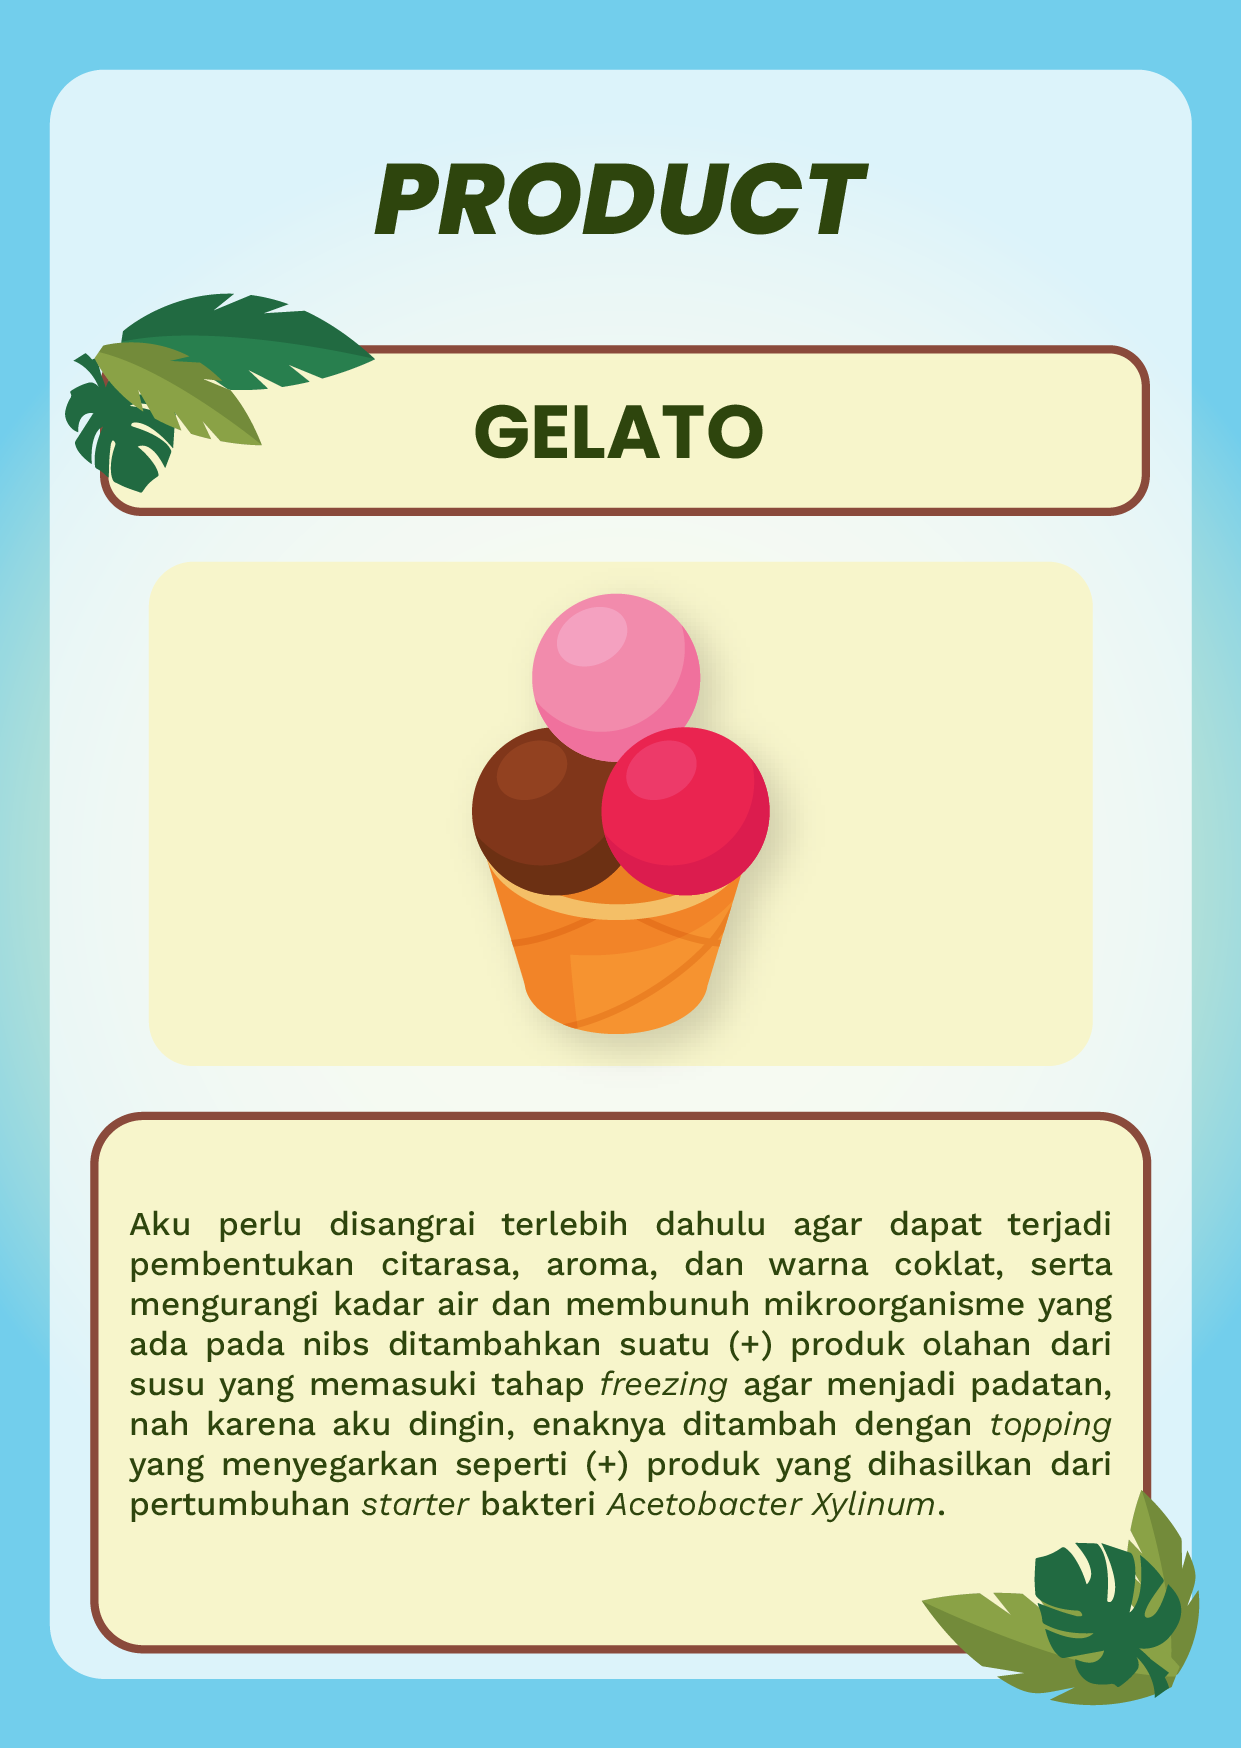 PRODUCT
GELATO
Aku perlu disangrai terlebih dahulu agar dapat terjadi
pembentukan citarasa, aroma, dan warna coklat, serta
mengurangi kadar air dan membunuh mikroorganisme yang
ada pada nibs ditambahkan suatu (+) produk olahan dari
susu yang memasuki tahap freezing agar menjadi padatan,
nah karena aku dingin, enaknya ditambah dengan topping
yang menyegarkan seperti (+) produk yang dihasilkan dari
pertumbuhan starter bakteri Acetobacter Xylinum.